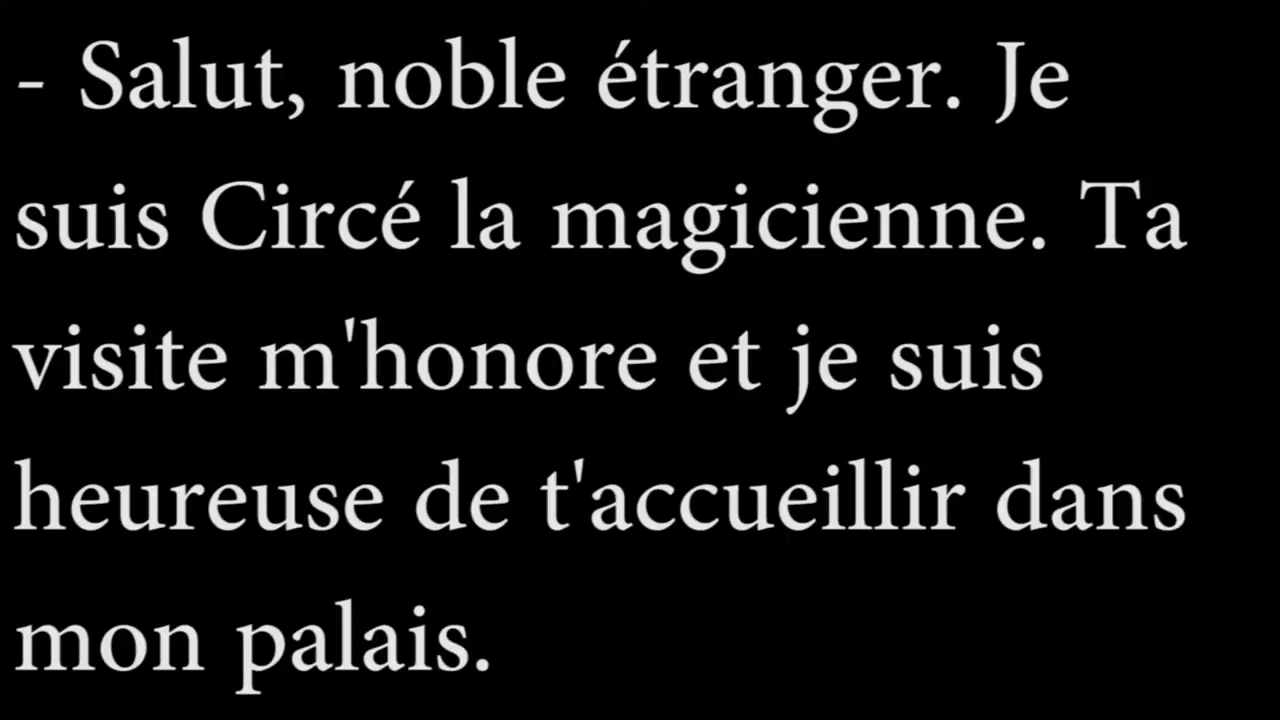 - Salut, noble étranger. Je
suis Circé la magicienne. Ta
visite m'honore et je suis
heureuse de t'accueillir dans
mon palais.